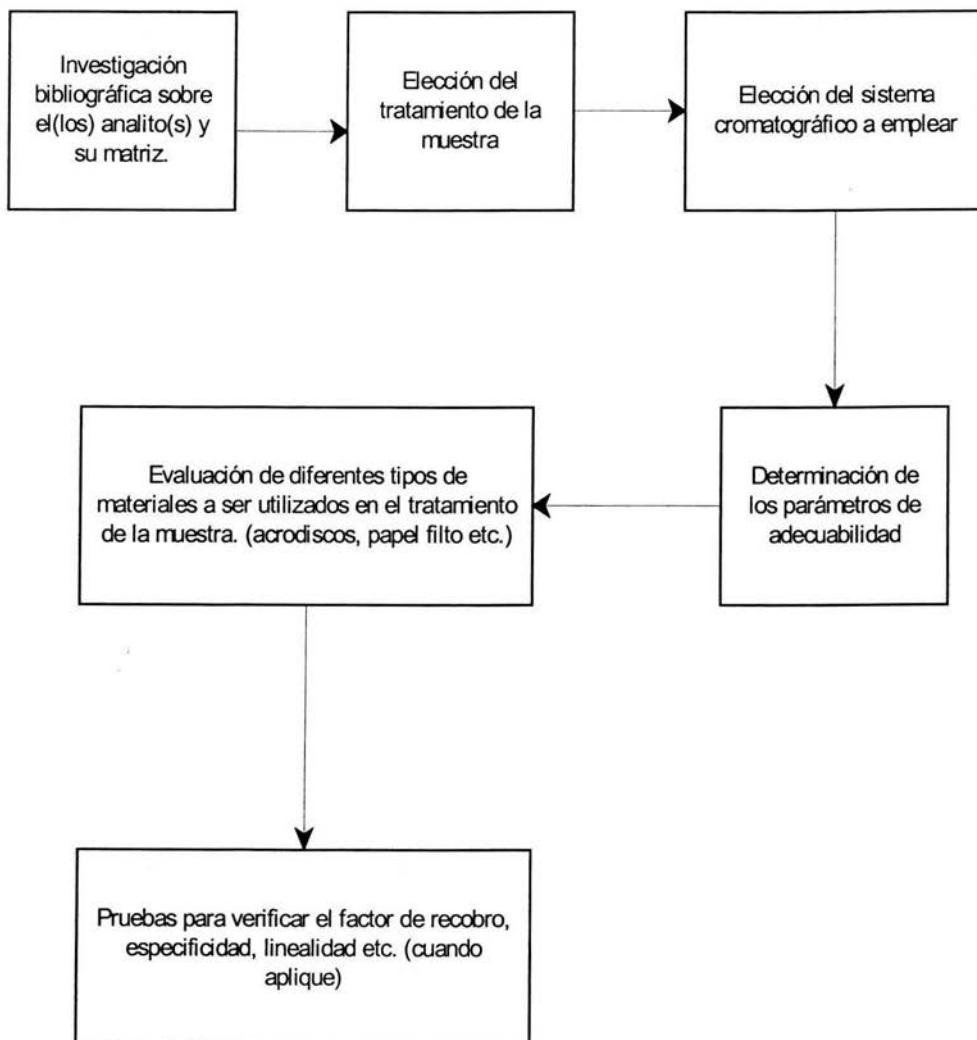 Investigación
bibliográfica sobre
el(los) analito(s) y
su matriz.
Elección del
tratamiento de la
muestra
Elección del sistema
cromatográfico a emplear
Determinación de
los parámetros de
adecuabilidad
Evaluación de diferentes tipos de
materiales a ser utilizados en el tratamiento
de la muestra. (acrodiscos, papel filto etc.)
Pruebas para verificar el factor de recobro,
especificidad, linealidad etc. (cuando
aplique)